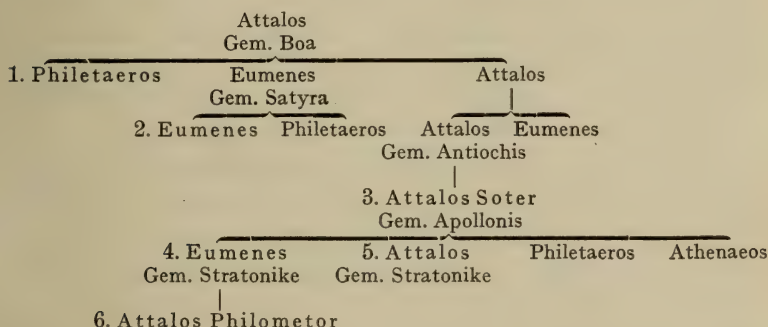 Attalos
Gem. Boa
1. Philetaeros Eumenes Attalos
Gem. Satyra
2. Eumenes Philetaeros Attalos Eumenes
Gem. Antiochis
3. Attalos Soter
Gem. Apollonis
4. Eumenes 5. Attalos Philetaeros Athenaeos
Gem. Stratonike Gem. Stratonike
6. Attalos Philometor